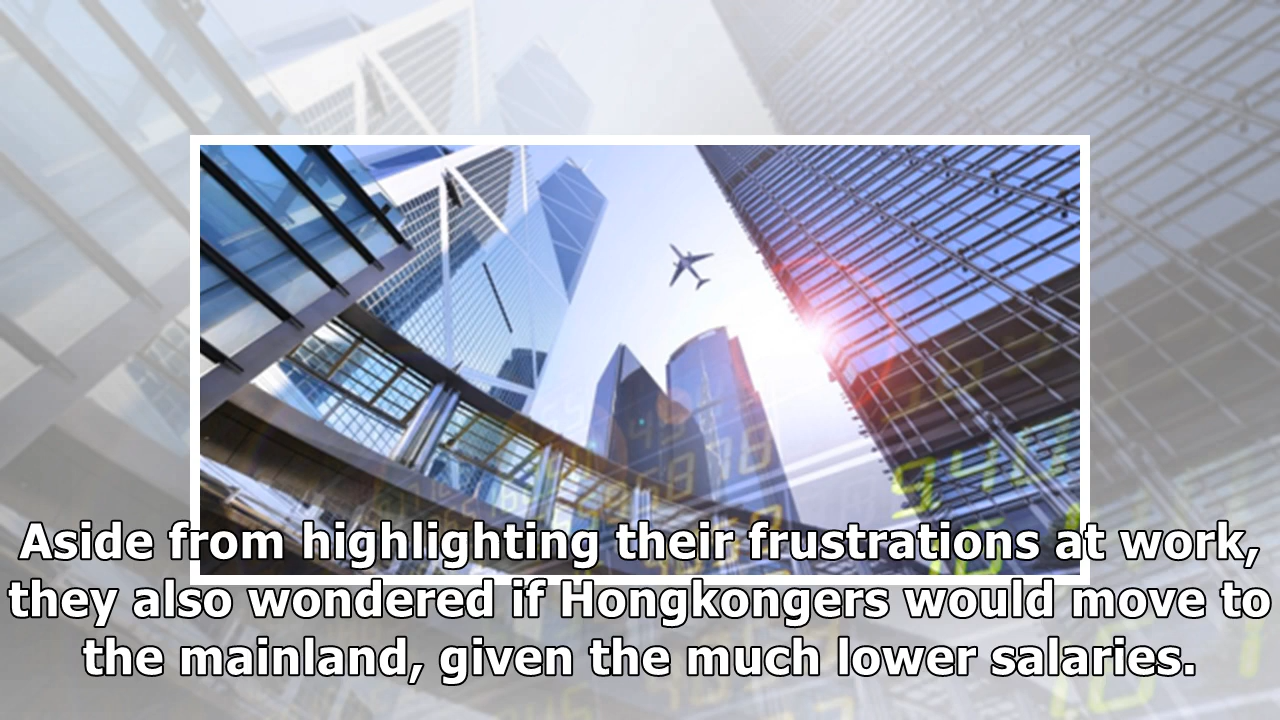 Aside from highlighting their frustrations at work,
they also wondered if Hongkongers would move to
the mainland, given the much lower salaries.